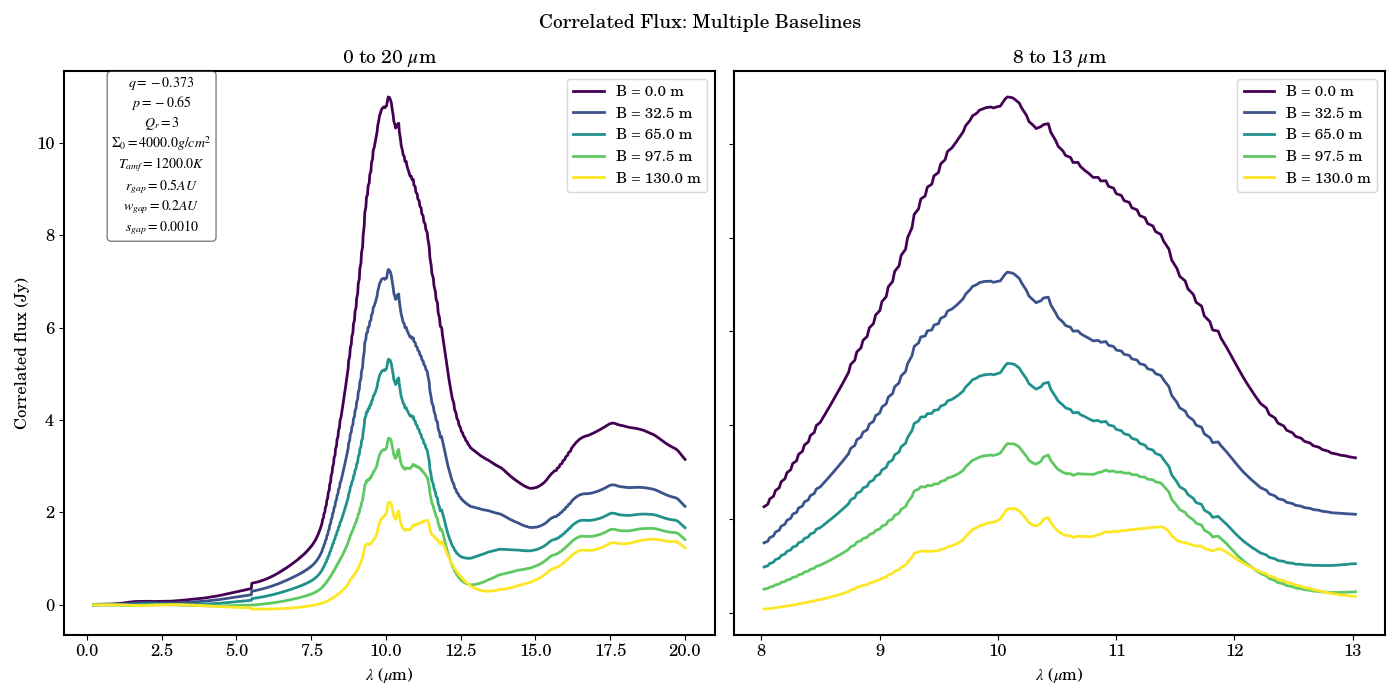 Correlated Flux: Multiple Baselines
0 to 20 μm
q = −0.373
p = −0.65
Q_r = 3
Σ_0 = 4000.0g/cm^2
T_amf = 1200.0K
r_gap = 0.5AU
w_gap = 0.2AU
s_gap = 0.0010
B = 0.0 m
B = 32.5 m
B = 65.0 m
B = 97.5 m
B = 130.0 m
Correlated flux (Jy)
10
8
6
4
2
0
0.0 2.5 5.0 7.5 10.0 12.5 15.0 17.5 20.0
λ (μm)
8 to 13 μm
B = 0.0 m
B = 32.5 m
B = 65.0 m
B = 97.5 m
B = 130.0 m
8 9 10 11 12 13
λ (μm)